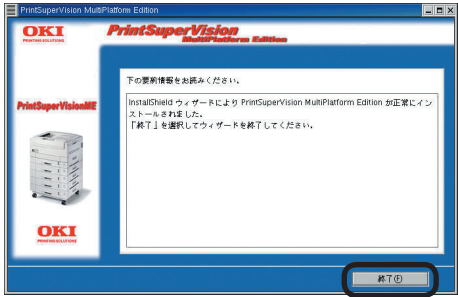 PrintSuperVision MultiPlatform Edition
OKI
PRINTING SOLUTIONS
PrintSuperVision
MultiPlatform Edition
下の要約情報をお読みください。
PrintSuperVisionME
InstallShield ウィザードにより PrintSuperVision MultiPlatform Edition が正常にイン
ストールされました。
「終了」を選択してウィザードを終了してください。
OKI
PRINTING SOLUTIONS
終了(F)